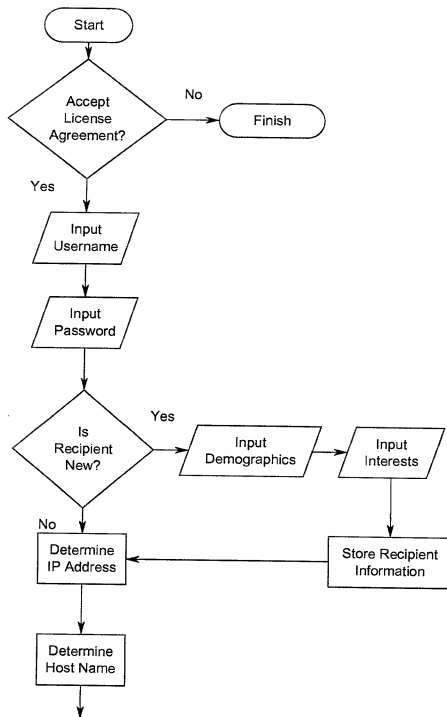 Start
Accept
License
Agreement?
No
Finish
Yes
Input
Username
Input
Password
Is
Recipient
New?
Yes
Input
Demographics
Input
Interests
No
Determine
IP Address
Store Recipient
Information
Determine
Host Name